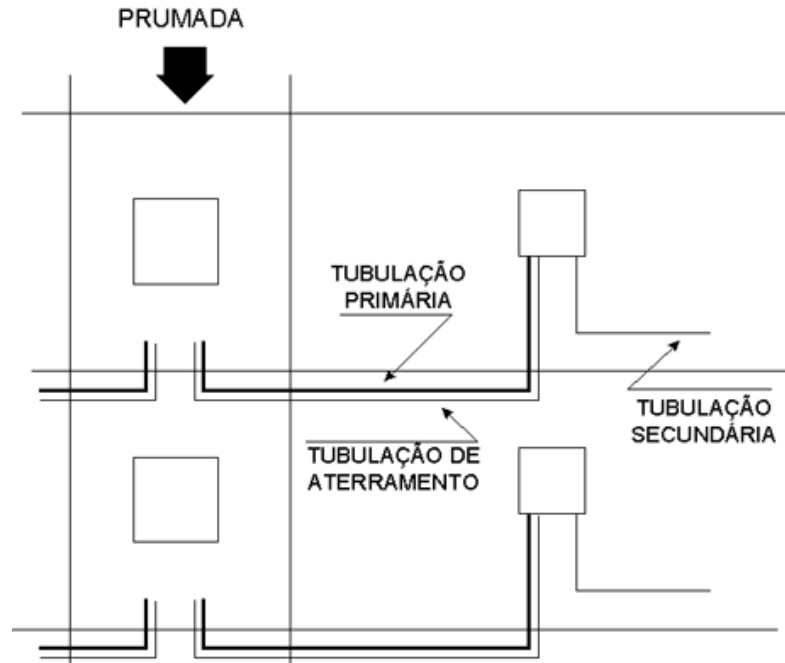 PRUMADA
TUBULAÇÃO
PRIMÁRIA
TUBULAÇÃO
SECUNDÁRIA
TUBULAÇÃO DE
ATERRAMENTO